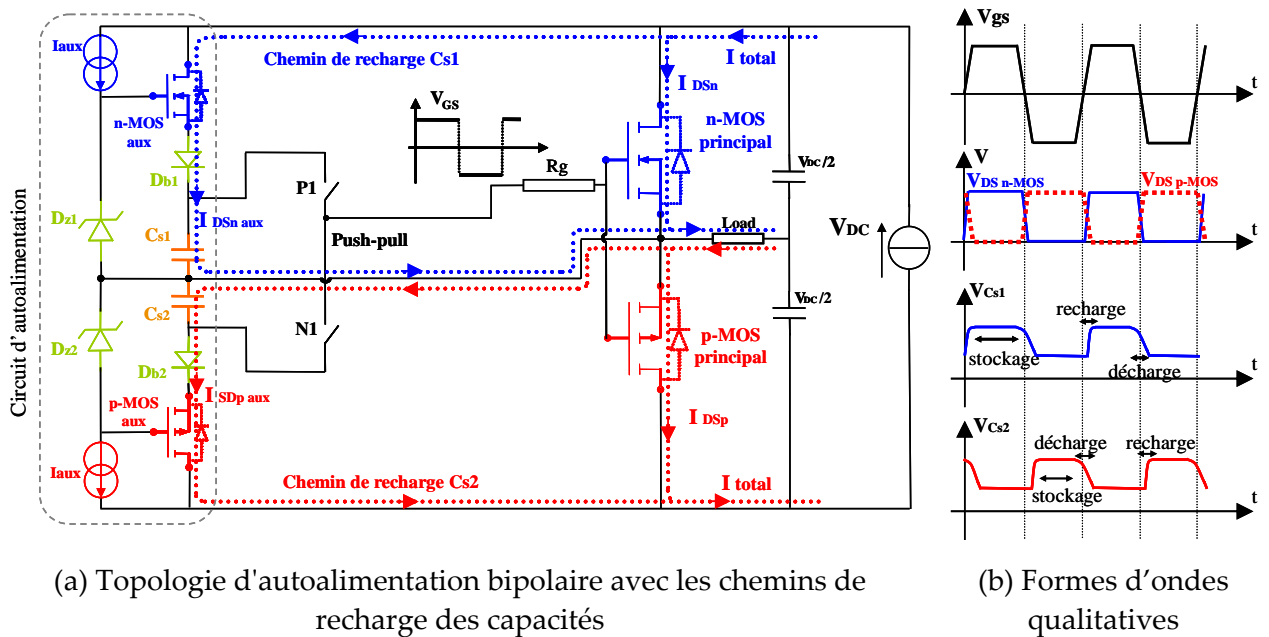 Circuit d'autoalimentation
Iaux
n-MOS
aux
Db1
Dz1
I DSn aux
Cs1
Cs2
Dz2
Db2
I SDp aux
p-MOS
aux
Iaux
Chemin de recharge Cs1
I total
I DSn
VGS
n-MOS
principal
Rg
P1
Push-pull
N1
VDC/2
Load
VDC
VDC/2
p-MOS
principal
I DSp
Chemin de recharge Cs2
I total
Vgs
t
V
VDS n-MOS
VDS p-MOS
t
VCs1
recharge
stockage
décharge
t
VCs2
décharge
recharge
stockage
t
(a) Topologie d'autoalimentation bipolaire avec les chemins de
recharge des capacités
(b) Formes d’ondes
qualitatives